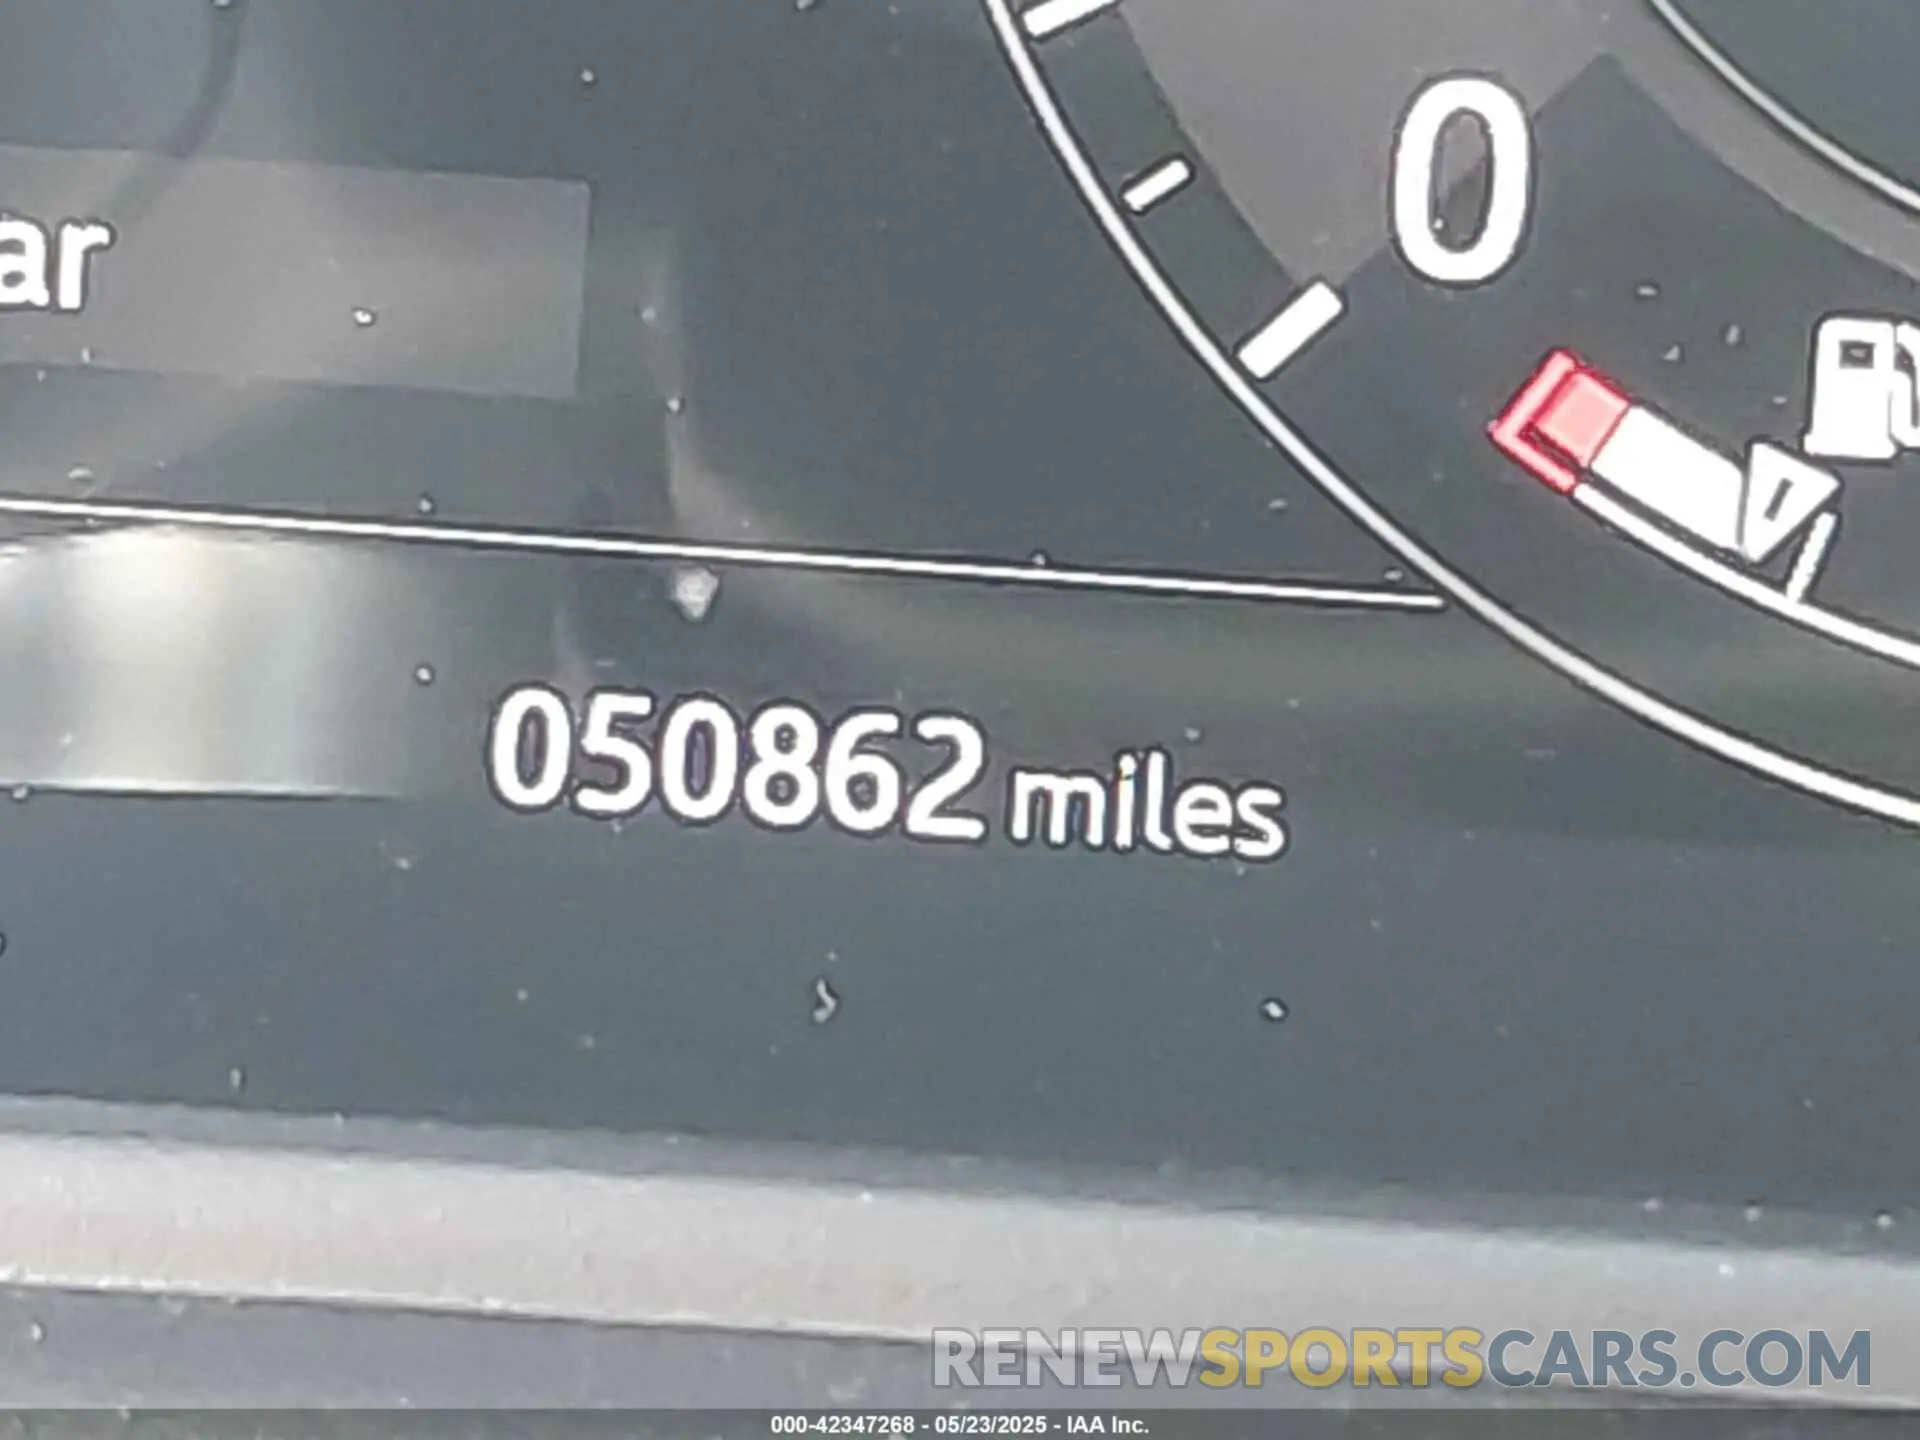 0
ar
050862 miles
RENEWSPORTSCARS.COM
000-42347268 - 05/23/2025 - IAA Inc.